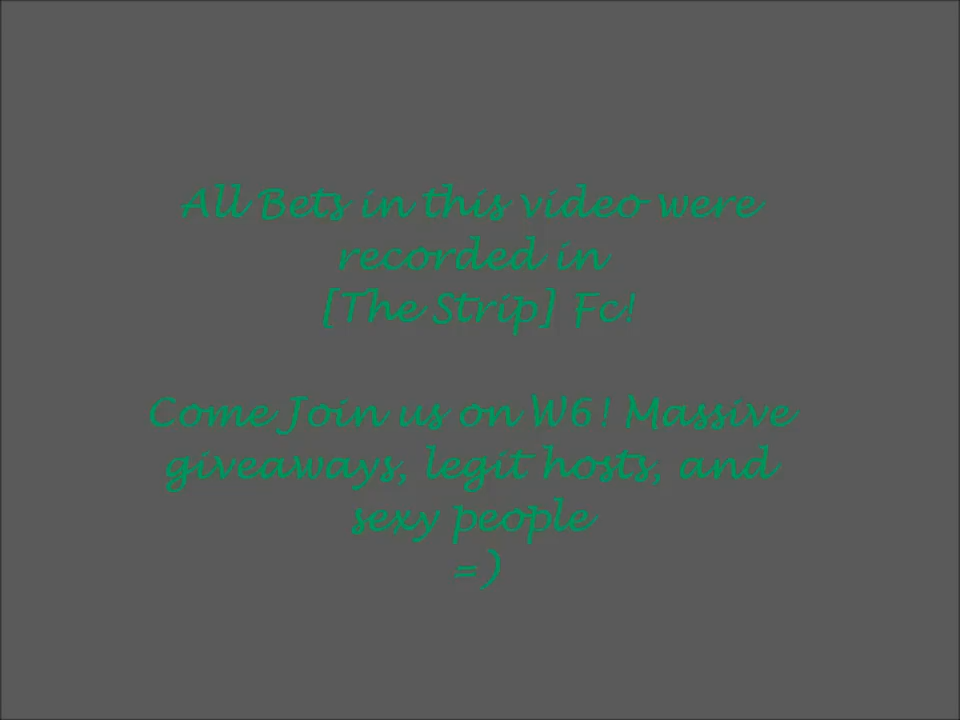 All Bets in this video were
recorded in
[The Strip] Fc!
Come Join us on W6! Massive
giveaways, legit hosts, and
sexy people
=)